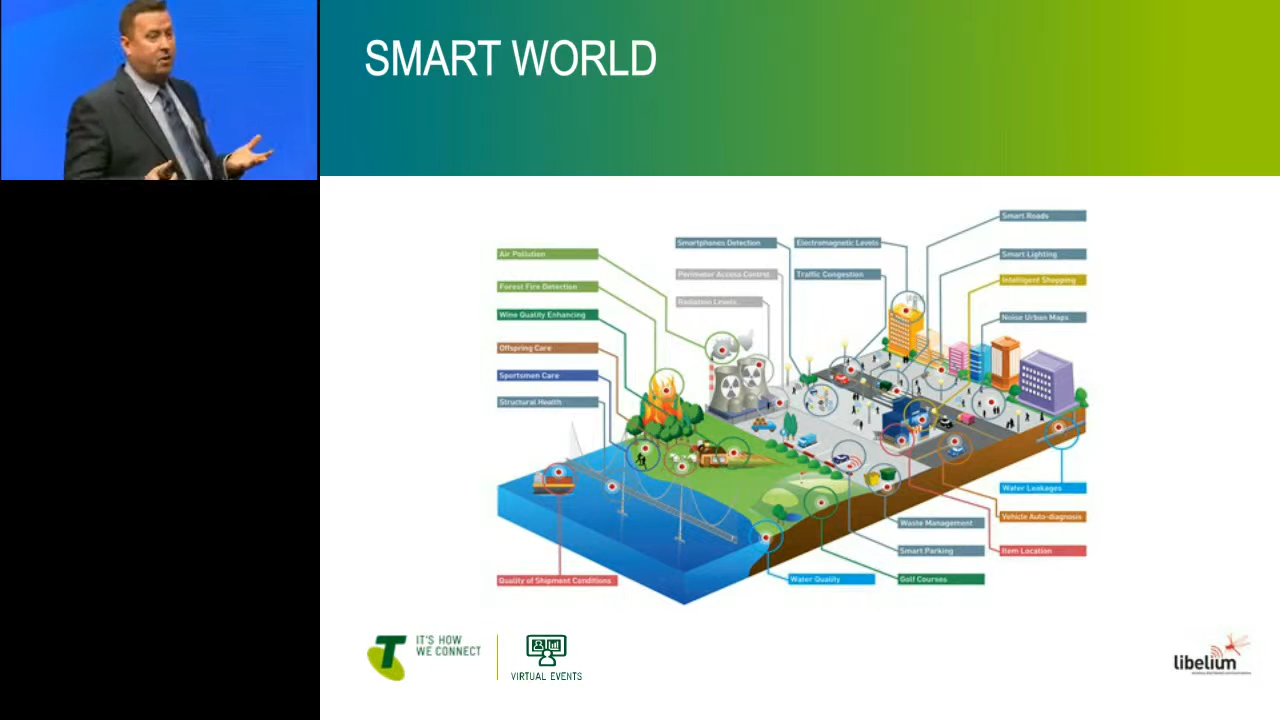 SMART WORLD
Smart Roads
Smartphones Detection
Electromagnetic Levels
Air Pollution
Smart Lighting
Perimeter Access Control
Traffic Congestion
Intelligent Shopping
Forest Fire Detection
Radiation Levels
Wine Quality Enhancing
Noise Urban Maps
Offspring Care
Sportsmen Care
Structural Health
Water Leakages
Vehicle Auto-diagnosis
Waste Management
Smart Parking
Item Location
Quality of Shipment Conditions
Water Quality
Golf Courses
T
IT'S HOW
WE CONNECT
VIRTUAL EVENTS
libelium